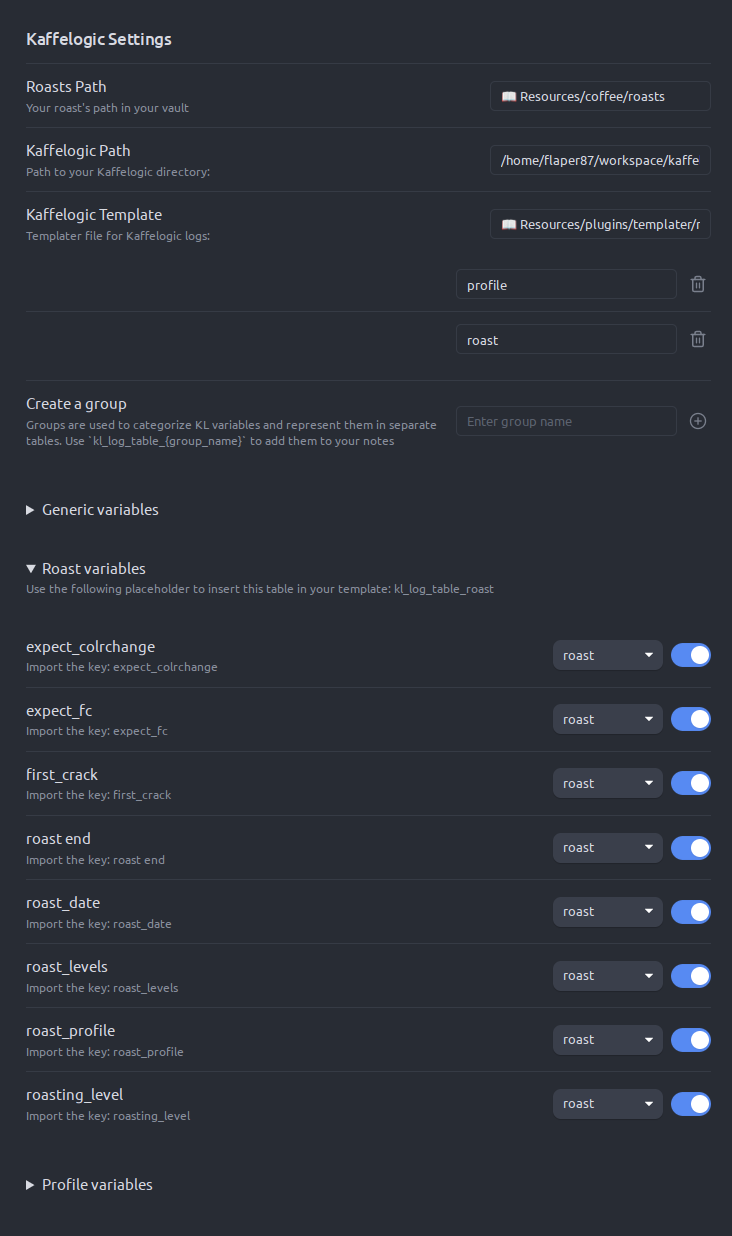 Kaffelogic Settings
Roasts Path
Your roast's path in your vault
Resources/coffee/roasts
Kaffelogic Path
Path to your Kaffelogic directory:
/home/flaper87/workspace/kaffe
Kaffelogic Template
Templater file for Kaffelogic logs:
Resources/plugins/templater/r
profile
roast
Create a group
Groups are used to categorize KL variables and represent them in separate
tables. Use `kl_log_table_{group_name}` to add them to your notes
Enter group name
Generic variables
Roast variables
Use the following placeholder to insert this table in your template: kl_log_table_roast
expect_colrchange
Import the key: expect_colrchange
roast
expect_fc
Import the key: expect_fc
roast
first_crack
Import the key: first_crack
roast
roast end
Import the key: roast end
roast
roast_date
Import the key: roast_date
roast
roast_levels
Import the key: roast_levels
roast
roast_profile
Import the key: roast_profile
roast
roasting_level
Import the key: roasting_level
roast
Profile variables